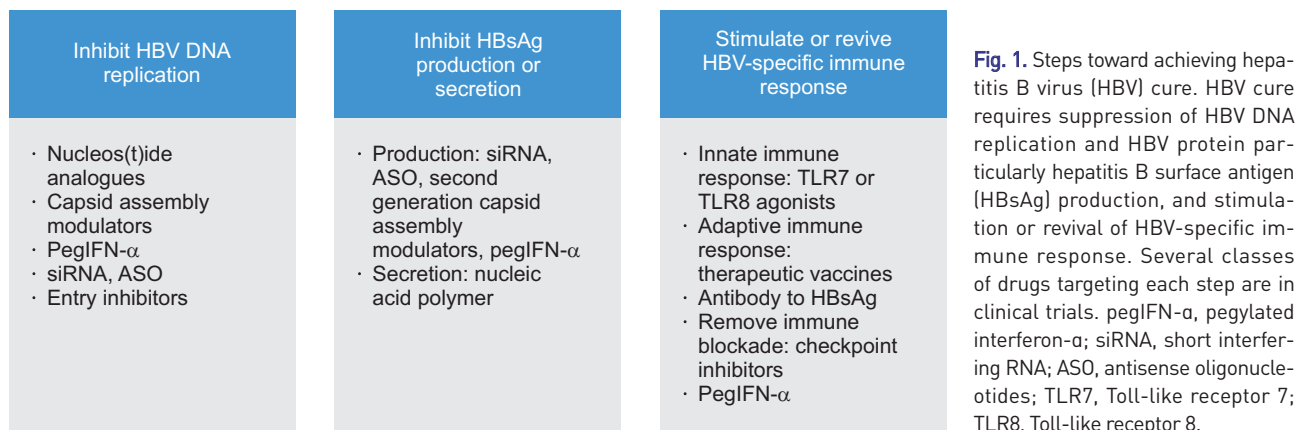 Inhibit HBV DNA
replication
· Nucleos(t)ide
analogues
· Capsid assembly
modulators
· PegIFN-α
· siRNA, ASO
· Entry inhibitors
Inhibit HBsAg
production or
secretion
· Production: siRNA,
ASO, second
generation capsid
assembly
modulators, pegIFN-α
· Secretion: nucleic
acid polymer
Stimulate or revive
HBV-specific immune
response
· Innate immune
response: TLR7 or
TLR8 agonists
· Adaptive immune
response:
therapeutic vaccines
· Antibody to HBsAg
· Remove immune
blockade: checkpoint
inhibitors
· PegIFN-α
Fig. 1. Steps toward achieving hepa-
titis B virus (HBV) cure. HBV cure
requires suppression of HBV DNA
replication and HBV protein par-
ticularly hepatitis B surface antigen
(HBsAg) production, and stimula-
tion or revival of HBV-specific im-
mune response. Several classes
of drugs targeting each step are in
clinical trials. pegIFN-α, pegylated
interferon-α; siRNA, short interfer-
ing RNA; ASO, antisense oligonucle-
otides; TLR7, Toll-like receptor 7;
TLR8, Toll-like receptor 8.